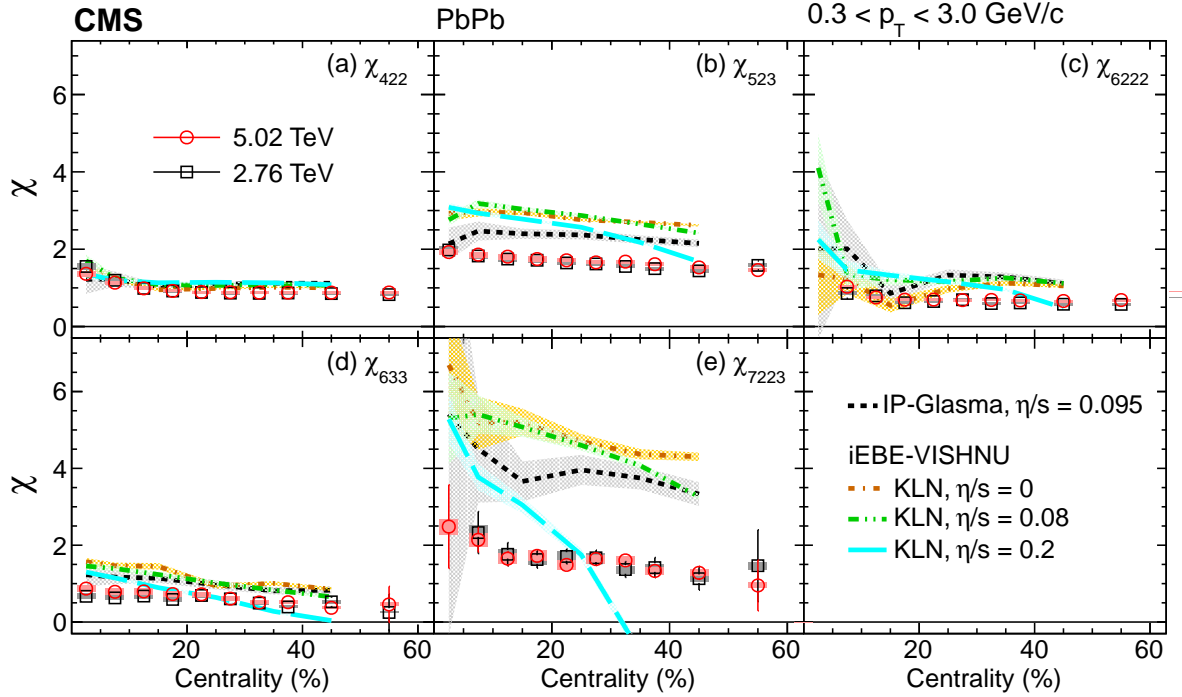 CMS PbPb 0.3 < p_T < 3.0 GeV/c
(a) χ_422 (b) χ_523 (c) χ_6222
6
4
2
0
χ
5.02 TeV
2.76 TeV
(d) χ_633 (e) χ_7223
6
4
2
0
χ
IP-Glasma, η/s = 0.095
iEBE-VISHNU
KLN, η/s = 0
KLN, η/s = 0.08
KLN, η/s = 0.2
20 40 60 20 40 60 20 40 60
Centrality (%) Centrality (%) Centrality (%)